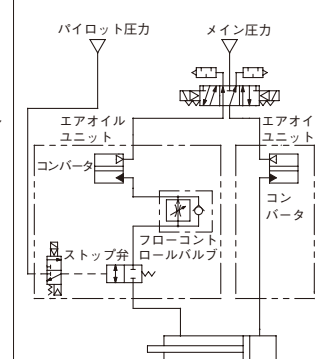 パイロット圧力
メイン圧力
エアオイル
ユニット
エアオイ
ユニット
コンバータ
コン
バータ
フローコント
ロールバルブ
ストップ弁